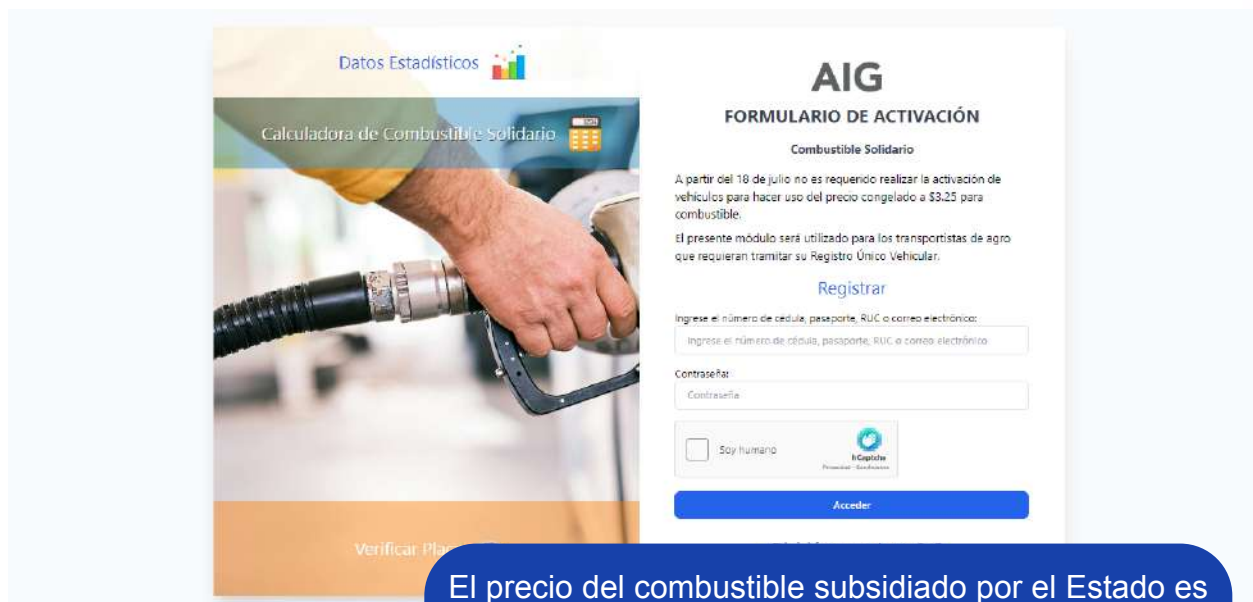 Datos Estadísticos
Calculadora de Combustible Solidario
Verificar
AIG
FORMULARIO DE ACTIVACIÓN
Combustible Solidario
A partir del 18 de julio no es requerido realizar la activación de
vehículos para hacer uso del precio congelado a $3.25 para
combustible.
El presente módulo será utilizado para los transportistas de agro
que requieran tramitar su Registro Único Vehicular.
Registrar
Ingrese el número de cédula, pasaporte, RUC o correo electrónico:
Ingrese el número de cédula, pasaporte, RUC o correo electrónico
Contraseña:
Contraseña
Soy humano
hCaptcha
Acceder
El precio del combustible subsidiado por el Estado es